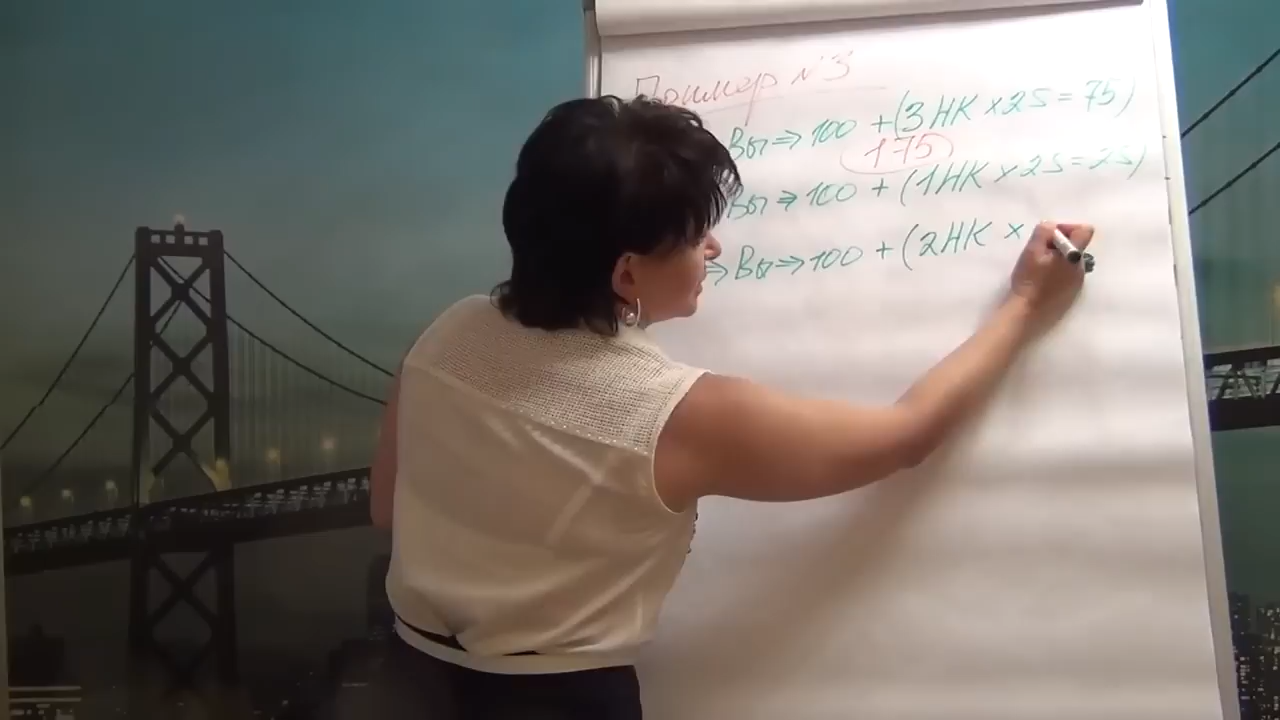 Пример №3
Вы ⇒ 100 + (3 НК × 25 = 75)
175
Вы ⇒ 100 + (1 НК × 25 = 25)
⇒ Вы ⇒ 100 + (2 НК ×